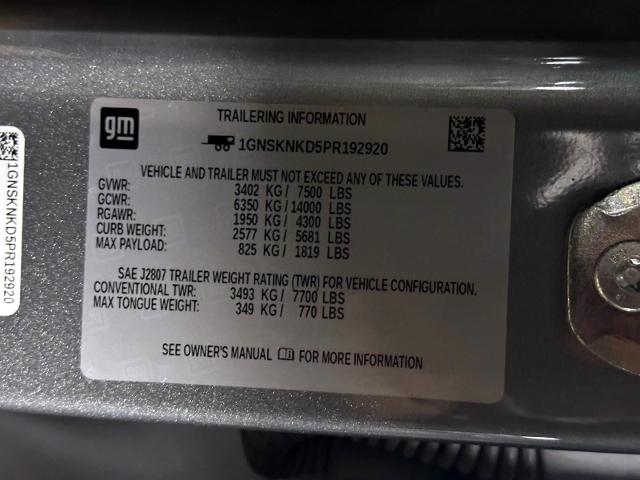 gm
TRAILERING INFORMATION
1GNSKNKD5PR192920
VEHICLE AND TRAILER MUST NOT EXCEED ANY OF THESE VALUES.
GVWR: 3402 KG / 7500 LBS
GCWR: 6350 KG / 14000 LBS
RGAWR: 1950 KG / 4300 LBS
CURB WEIGHT: 2577 KG / 5681 LBS
MAX PAYLOAD: 825 KG / 1819 LBS
SAE J2807 TRAILER WEIGHT RATING (TWR) FOR VEHICLE CONFIGURATION.
CONVENTIONAL TWR: 3493 KG / 7700 LBS
MAX TONGUE WEIGHT: 349 KG / 770 LBS
SEE OWNER'S MANUAL FOR MORE INFORMATION
1GNSKNKD5PR192920